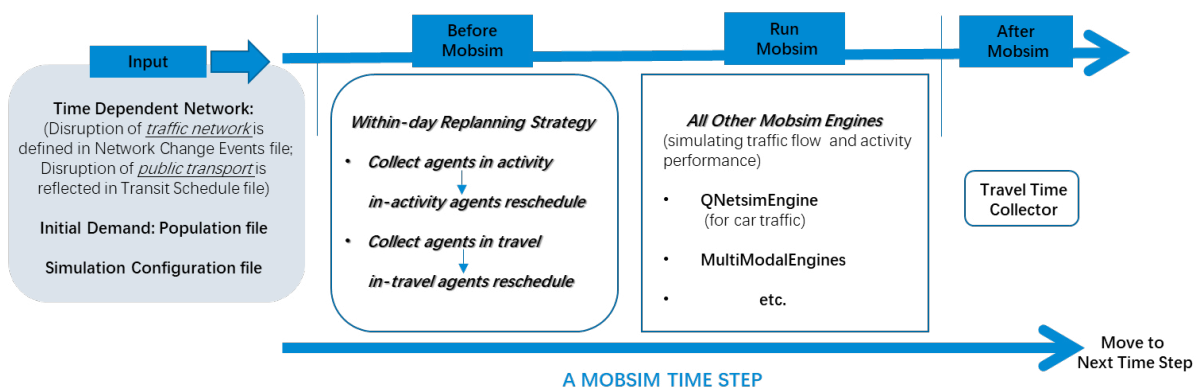 Input
Before
Mobsim
Run
Mobsim
After
Mobsim
Time Dependent Network:
(Disruption of traffic network is
defined in Network Change Events file;
Disruption of public transport is
reflected in Transit Schedule file)
Initial Demand: Population file
Simulation Configuration file
Within-day Replanning Strategy
• Collect agents in activity
in-activity agents reschedule
• Collect agents in travel
in-travel agents reschedule
All Other Mobsim Engines
(simulating traffic flow and activity
performance)
• QNetsimEngine
(for car traffic)
• MultiModalEngines
• etc.
Travel Time
Collector
Move to
Next Time Step
A MOBSIM TIME STEP